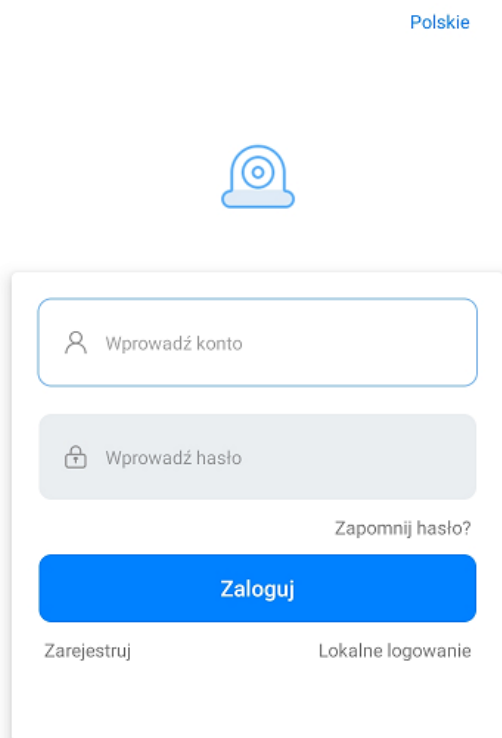 Polskie
Wprowadź konto
Wprowadź hasło
Zapomnij hasło?
Zaloguj
Zarejestruj
Lokalne logowanie